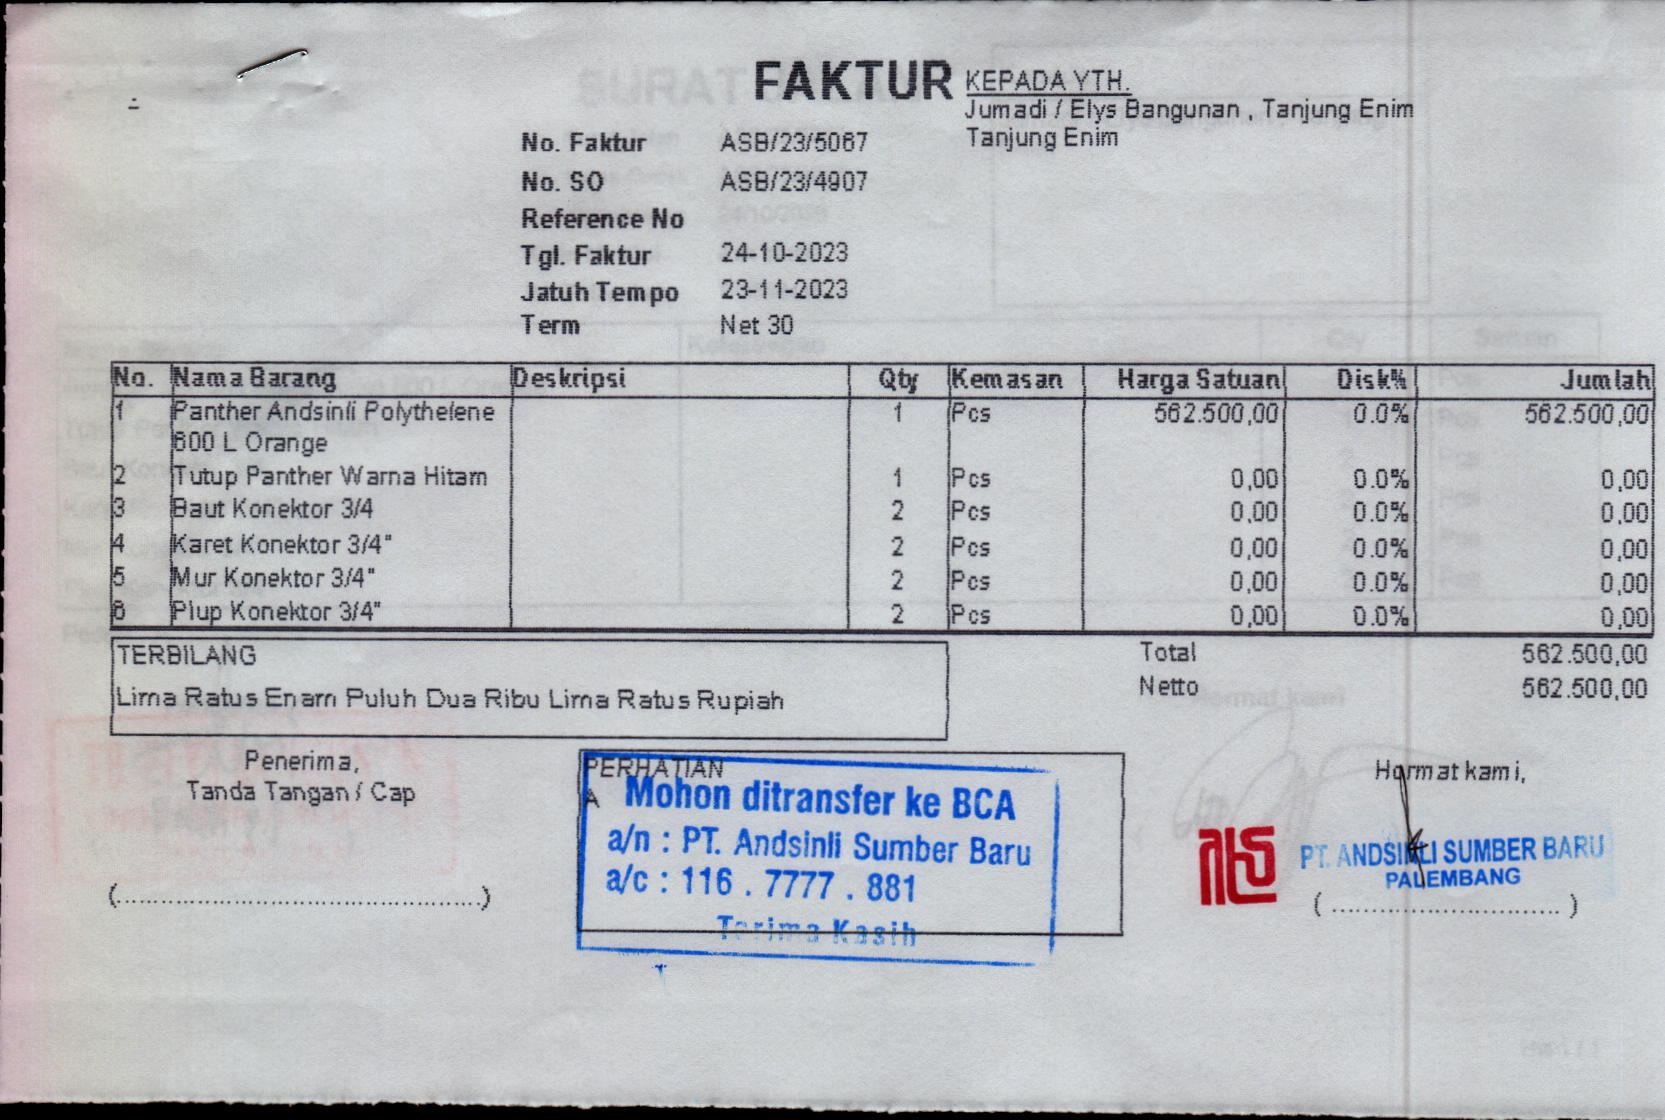 FAKTUR
KEPADA YTH.
Jumadi / Elys Bangunan , Tanjung Enim
Tanjung Enim
No. Faktur ASB/23/5067
No. SO ASB/23/4907
Reference No
Tgl. Faktur 24-10-2023
Jatuh Tempo 23-11-2023
Term Net 30
No. Nama Barang Deskripsi Qty Kemasan Harga Satuan Disk% Jumlah
1 Panther Andsinli Polythelene 1 Pcs 562.500,00 0.0% 562.500,00
600 L Orange
2 Tutup Panther Warna Hitam 1 Pcs 0,00 0.0% 0,00
3 Baut Konektor 3/4 2 Pcs 0,00 0.0% 0,00
4 Karet Konektor 3/4" 2 Pcs 0,00 0.0% 0,00
5 Mur Konektor 3/4" 2 Pcs 0,00 0.0% 0,00
6 Plup Konektor 3/4" 2 Pcs 0,00 0.0% 0,00
TERBILANG
Lima Ratus Enam Puluh Dua Ribu Lima Ratus Rupiah
Total 562.500,00
Netto 562.500,00
Penerima,
Tanda Tangan / Cap
(..............................................)
PERHATIAN
A
Mohon ditransfer ke BCA
a/n : PT. Andsinli Sumber Baru
a/c : 116 . 7777 . 881
Terima Kasih
Hormat kami,
PT. ANDSINLI SUMBER BARU
PALEMBANG
( ............................. )